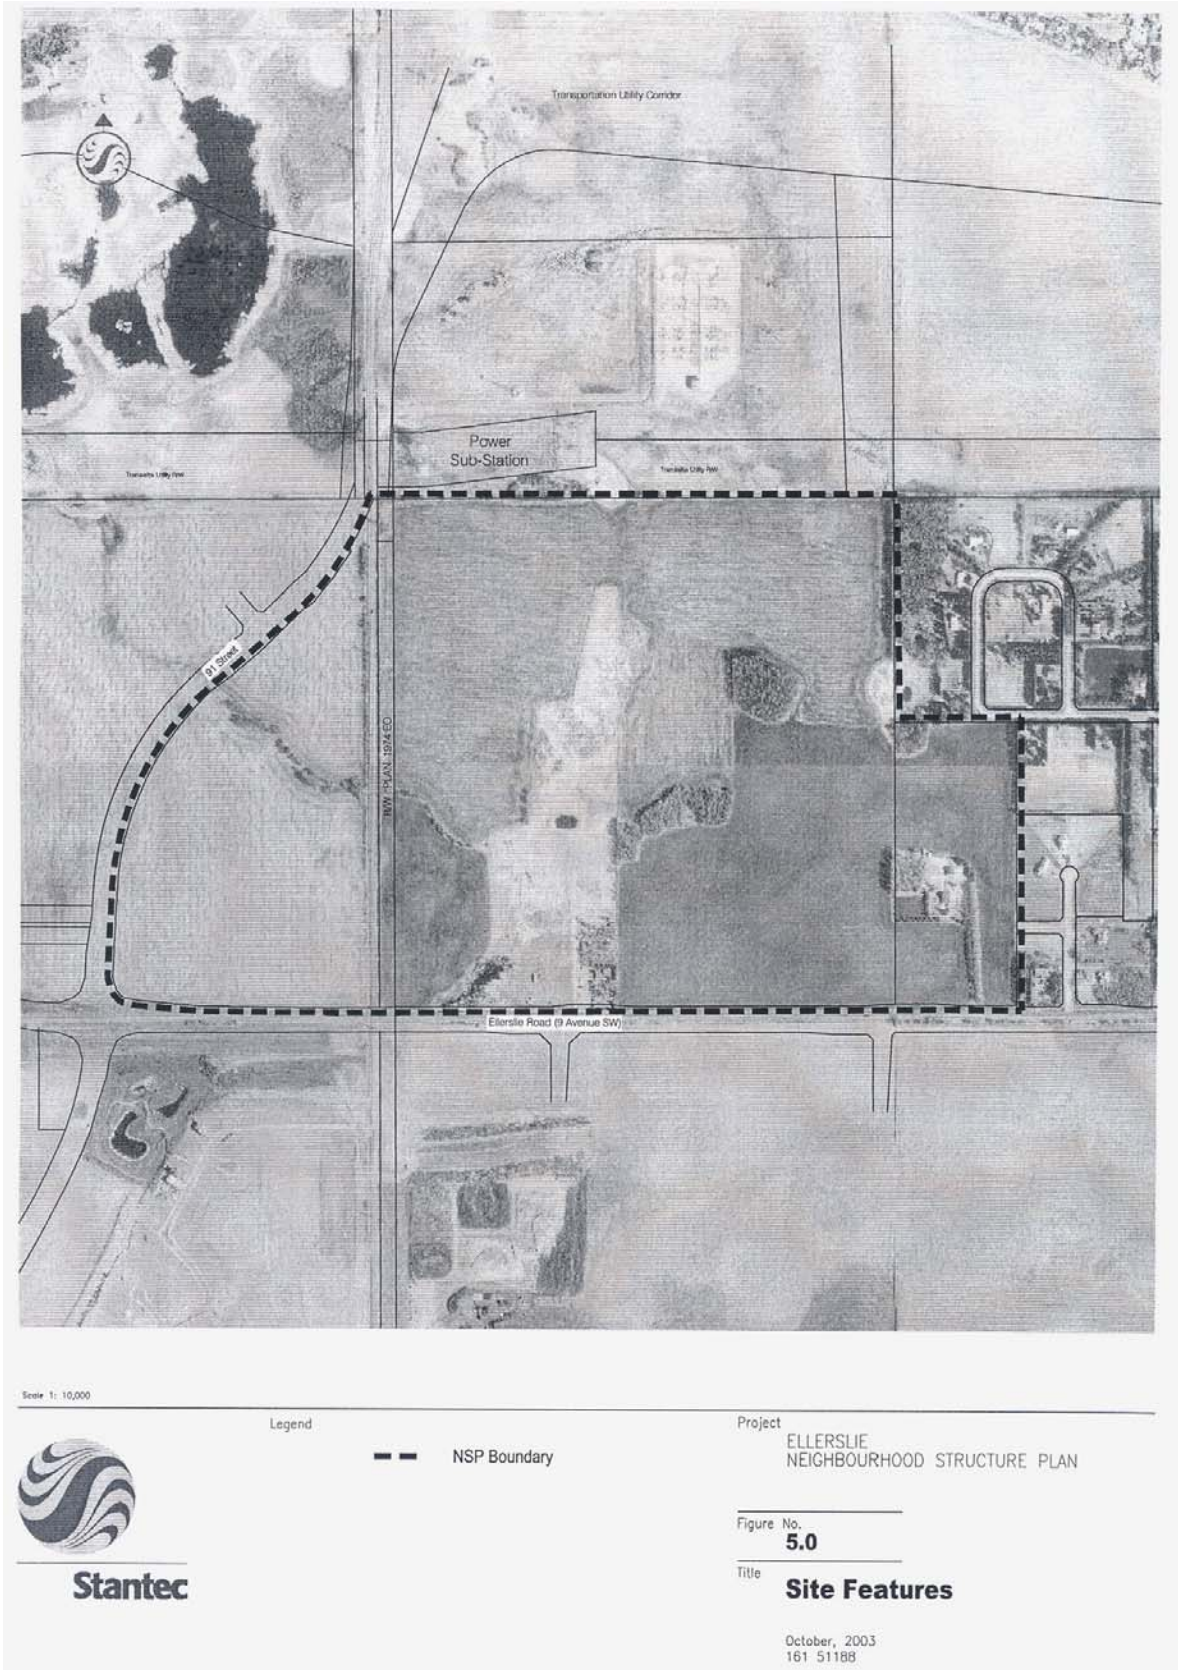 Transportation Utility Corridor
Power
Sub-Station
Transalta Utility R/W
Transalta Utility R/W
91 Street
R/W - PLAN 1974 EO
Ellerslie Road (9 Avenue SW)
Scale 1: 10,000
Legend
NSP Boundary
Stantec
Project
ELLERSLIE
NEIGHBOURHOOD STRUCTURE PLAN
Figure No.
5.0
Title
Site Features
October, 2003
161 51188